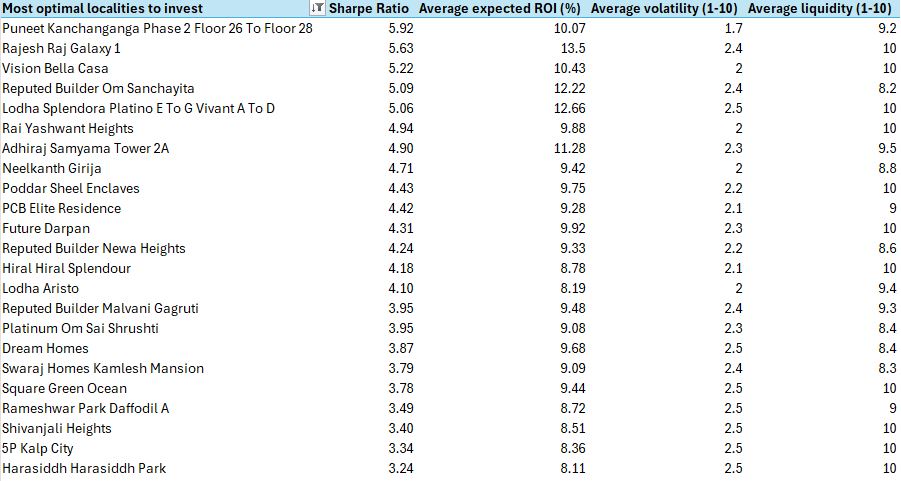 Most optimal localities to invest Sharpe Ratio Average expected ROI (%) Average volatility (1-10) Average liquidity (1-10)
Puneet Kanchanganga Phase 2 Floor 26 To Floor 28 5.92 10.07 1.7 9.2
Rajesh Raj Galaxy 1 5.63 13.5 2.4 10
Vision Bella Casa 5.22 10.43 2 10
Reputed Builder Om Sanchayita 5.09 12.22 2.4 8.2
Lodha Splendora Platino E To G Vivant A To D 5.06 12.66 2.5 10
Rai Yashwant Heights 4.94 9.88 2 10
Adhiraj Samyama Tower 2A 4.90 11.28 2.3 9.5
Neelkanth Girija 4.71 9.42 2 8.8
Poddar Sheel Enclaves 4.43 9.75 2.2 10
PCB Elite Residence 4.42 9.28 2.1 9
Future Darpan 4.31 9.92 2.3 10
Reputed Builder Newa Heights 4.24 9.33 2.2 8.6
Hiral Hiral Splendour 4.18 8.78 2.1 10
Lodha Aristo 4.10 8.19 2 9.4
Reputed Builder Malvani Gagruti 3.95 9.48 2.4 9.3
Platinum Om Sai Shrushti 3.95 9.08 2.3 8.4
Dream Homes 3.87 9.68 2.5 8.4
Swaraj Homes Kamlesh Mansion 3.79 9.09 2.4 8.3
Square Green Ocean 3.78 9.44 2.5 10
Rameshwar Park Daffodil A 3.49 8.72 2.5 9
Shivanjali Heights 3.40 8.51 2.5 10
5P Kalp City 3.34 8.36 2.5 10
Harasiddh Harasiddh Park 3.24 8.11 2.5 10